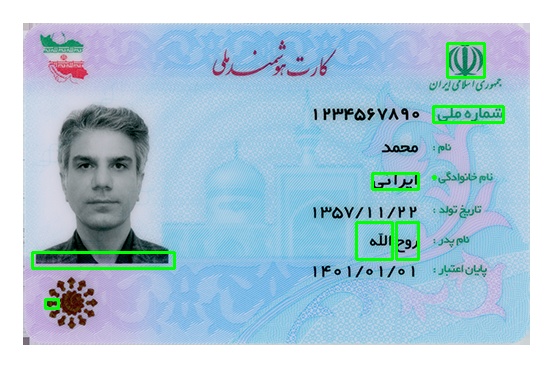 کارت هوشمند ملی
جمهوری اسلامی ایران
شماره ملی ۱۲۳۴۵۶۷۸۹۰
نام : محمد
نام خانوادگی : ایرانی
تاریخ تولد : ۱۳۵۷/۱۱/۲۲
نام پدر : روح الله
پایان اعتبار : ۱۴۰۱/۰۱/۰۱